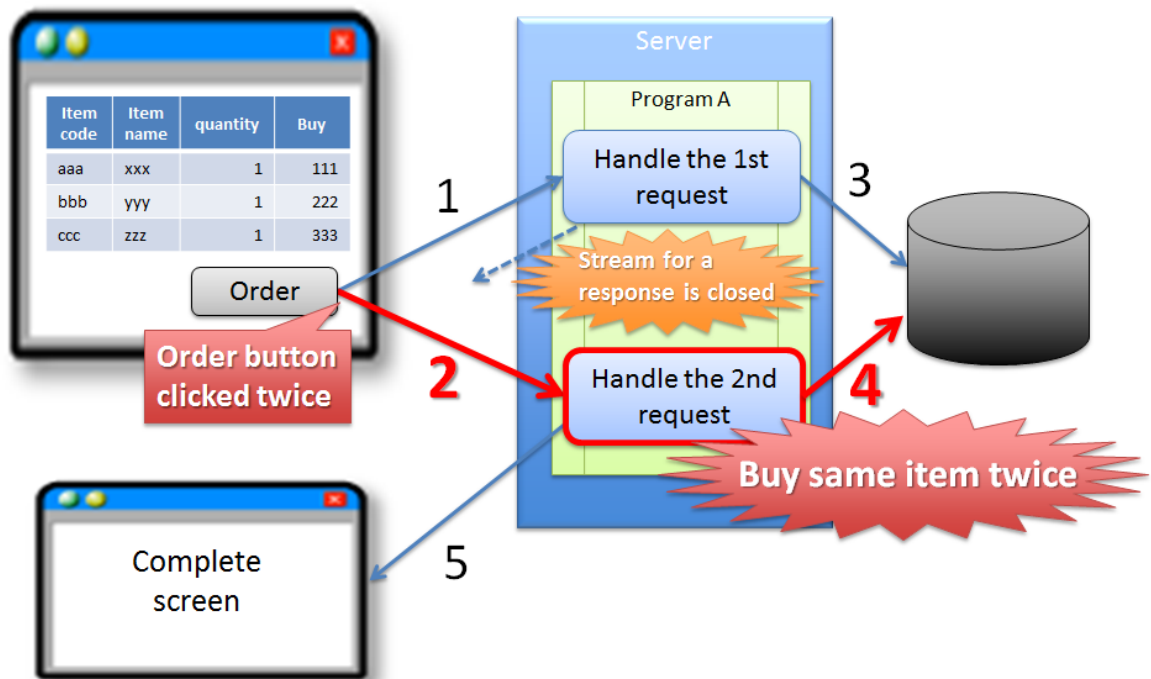 Item code
Item name
quantity
Buy
aaa xxx 1 111
bbb yyy 1 222
ccc zzz 1 333
Order
Order button
clicked twice
1
2
Server
Program A
Handle the 1st
request
Stream for a
response is closed
Handle the 2nd
request
3
4
Buy same item twice
5
Complete
screen